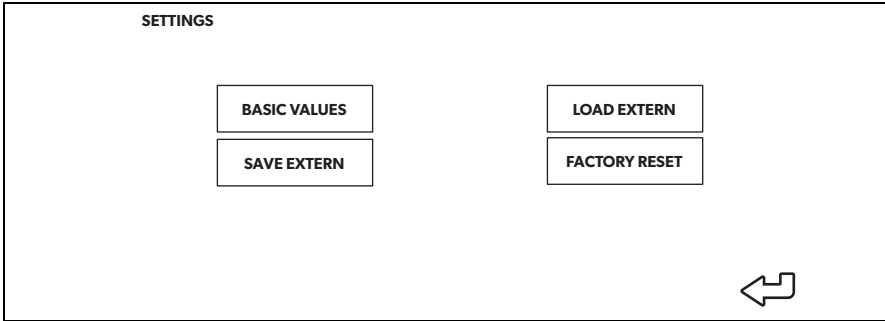 SETTINGS
BASIC VALUES
LOAD EXTERN
SAVE EXTERN
FACTORY RESET